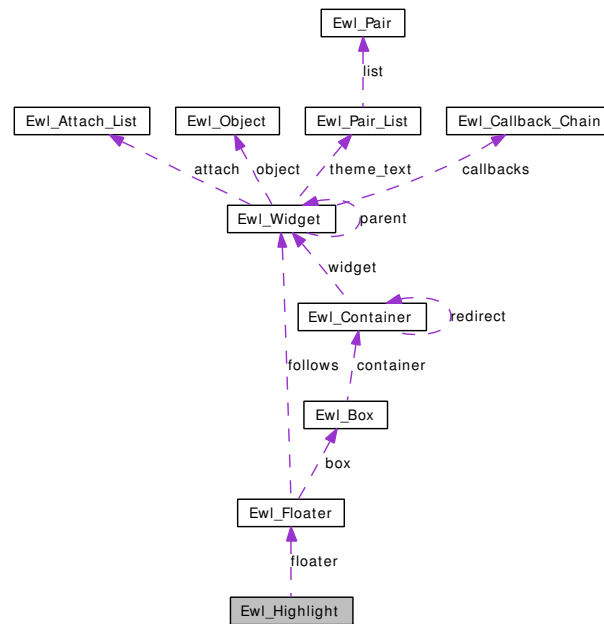 Ewl_Pair
list
Ewl_Attach_List
Ewl_Object
Ewl_Pair_List
Ewl_Callback_Chain
attach
object
theme_text
callbacks
Ewl_Widget
parent
widget
Ewl_Container
redirect
follows
container
Ewl_Box
box
Ewl_Floater
floater
Ewl_Highlight